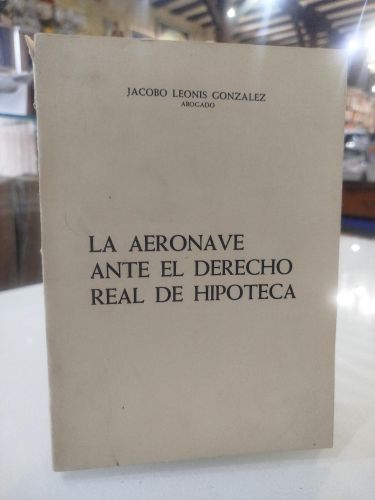 JACOBO LEONIS GONZALEZ
ABOGADO
LA AERONAVE
ANTE EL DERECHO
REAL DE HIPOTECA